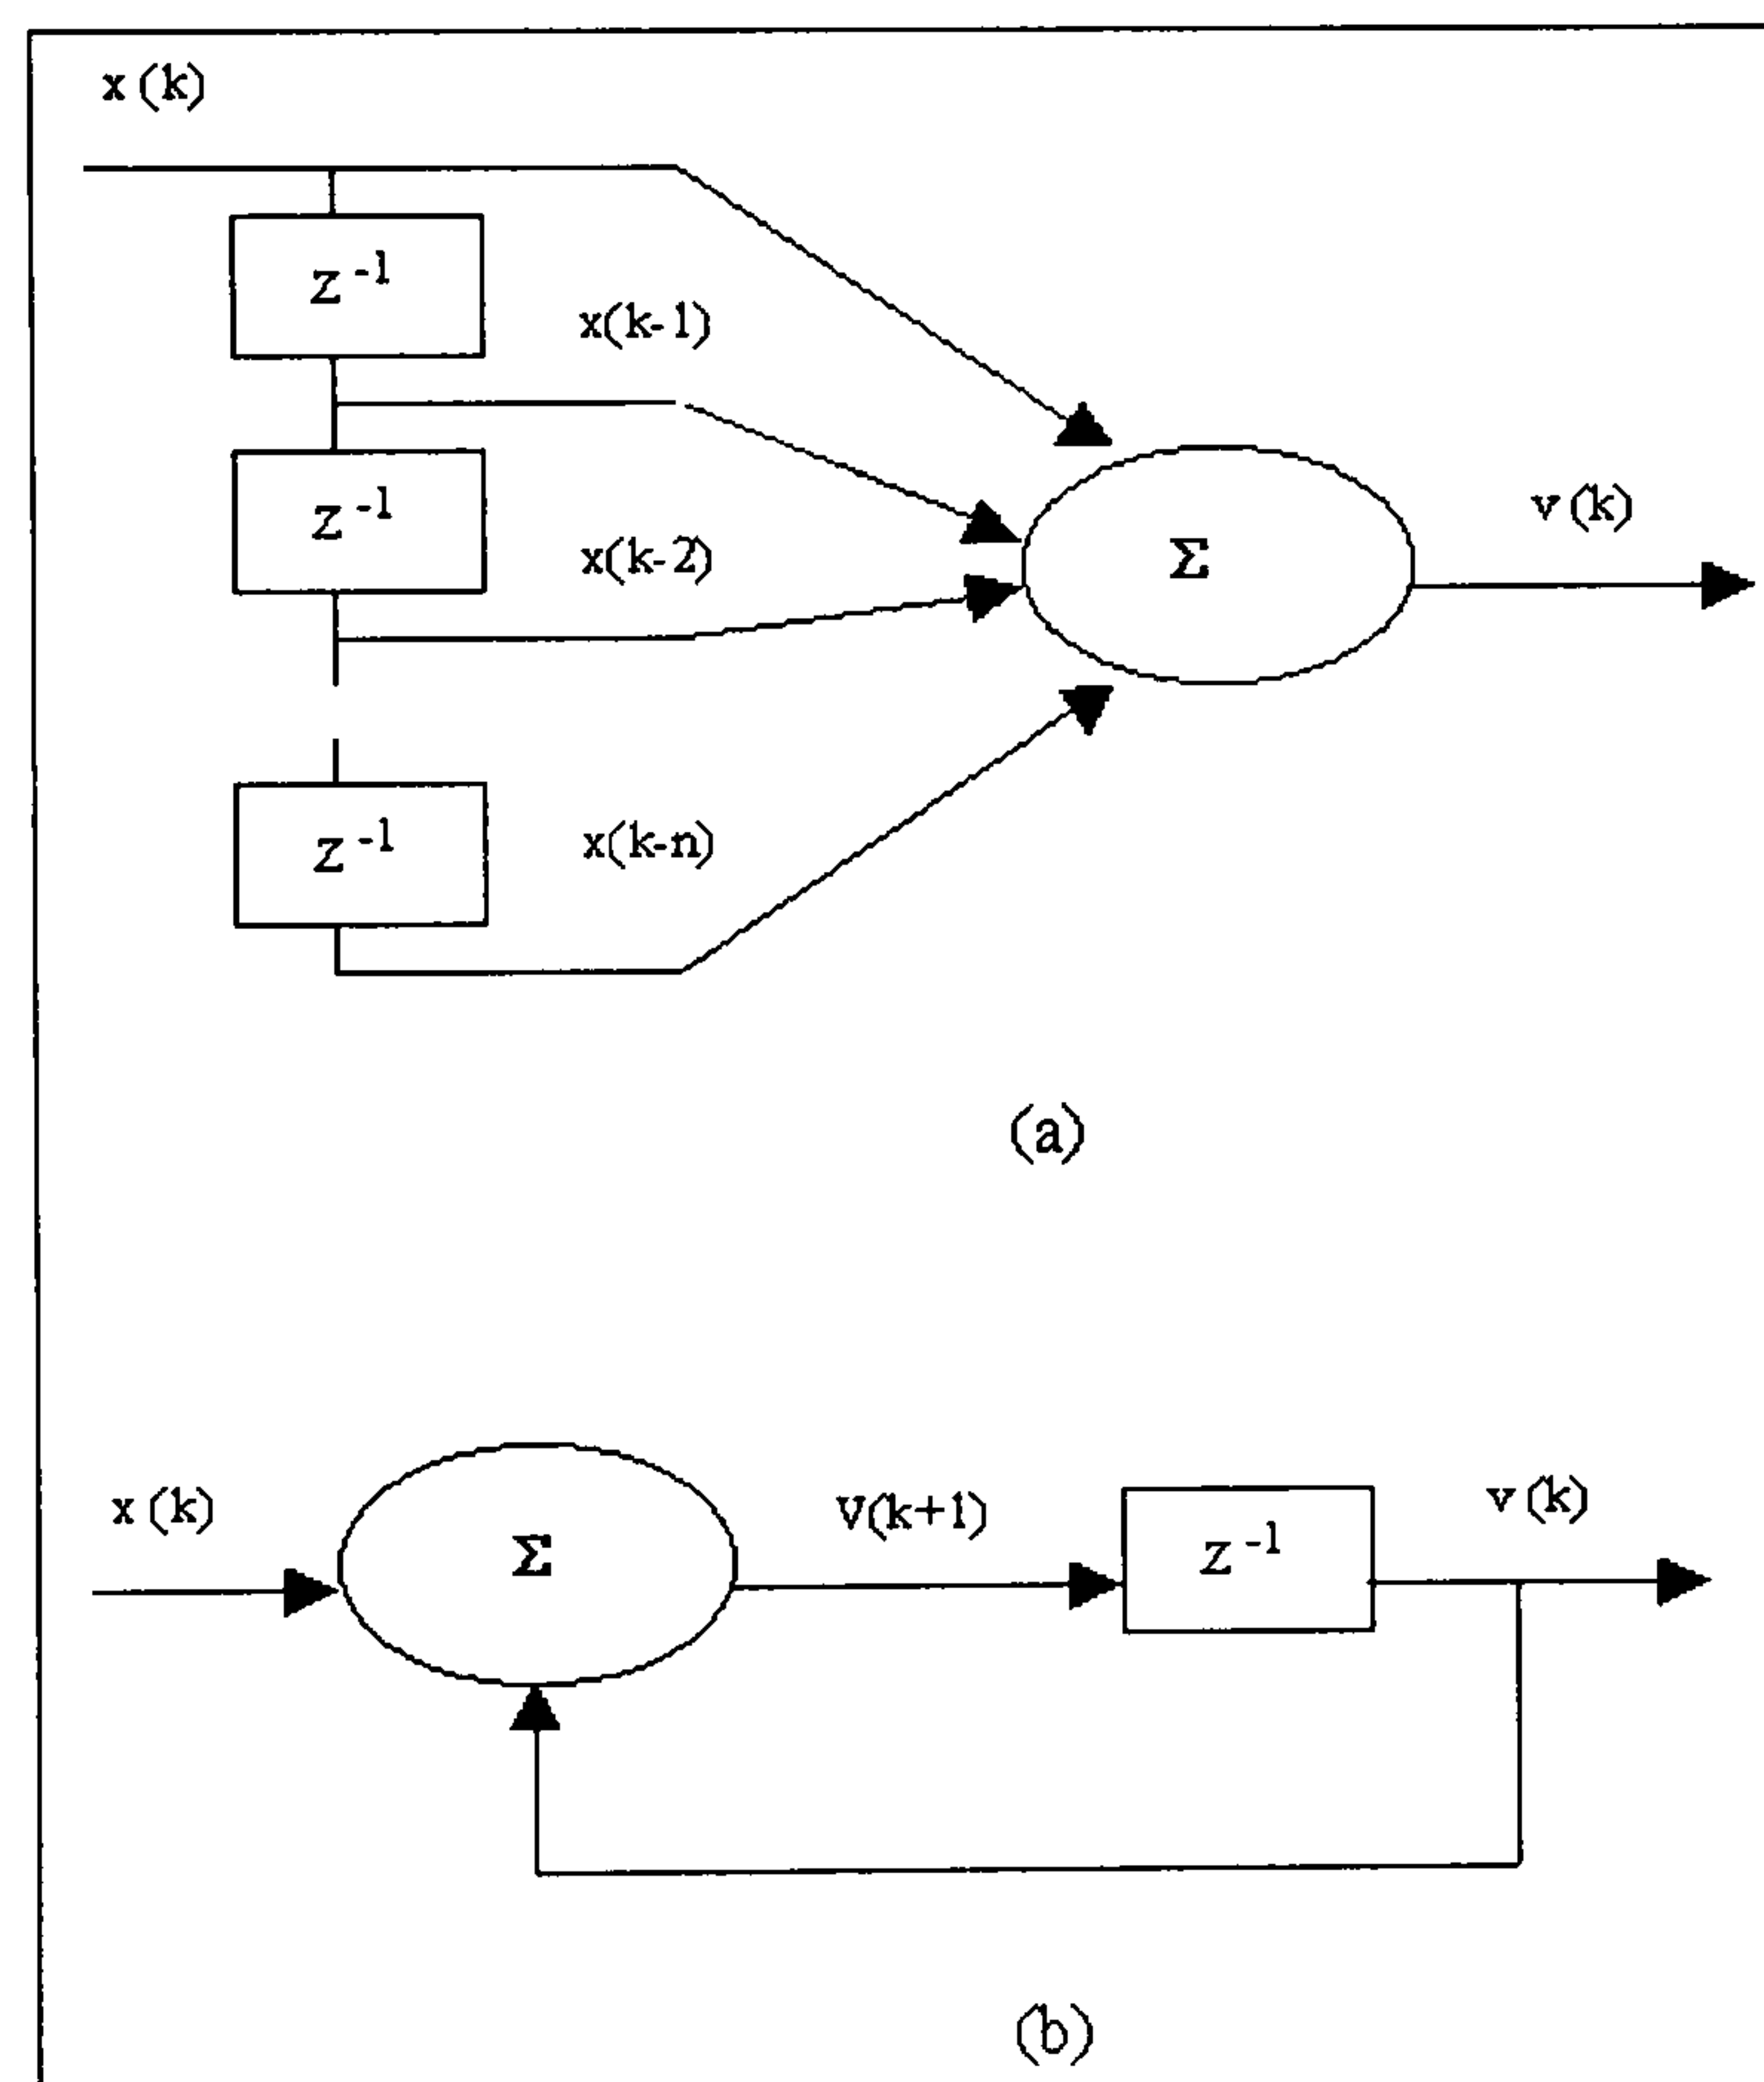 x(k)
z⁻¹
x(k-1)
z⁻¹
x(k-2)
Σ
v(k)
z⁻¹
x(k-n)
(a)
x(k)
Σ
V(k+1)
z⁻¹
v(k)
(b)